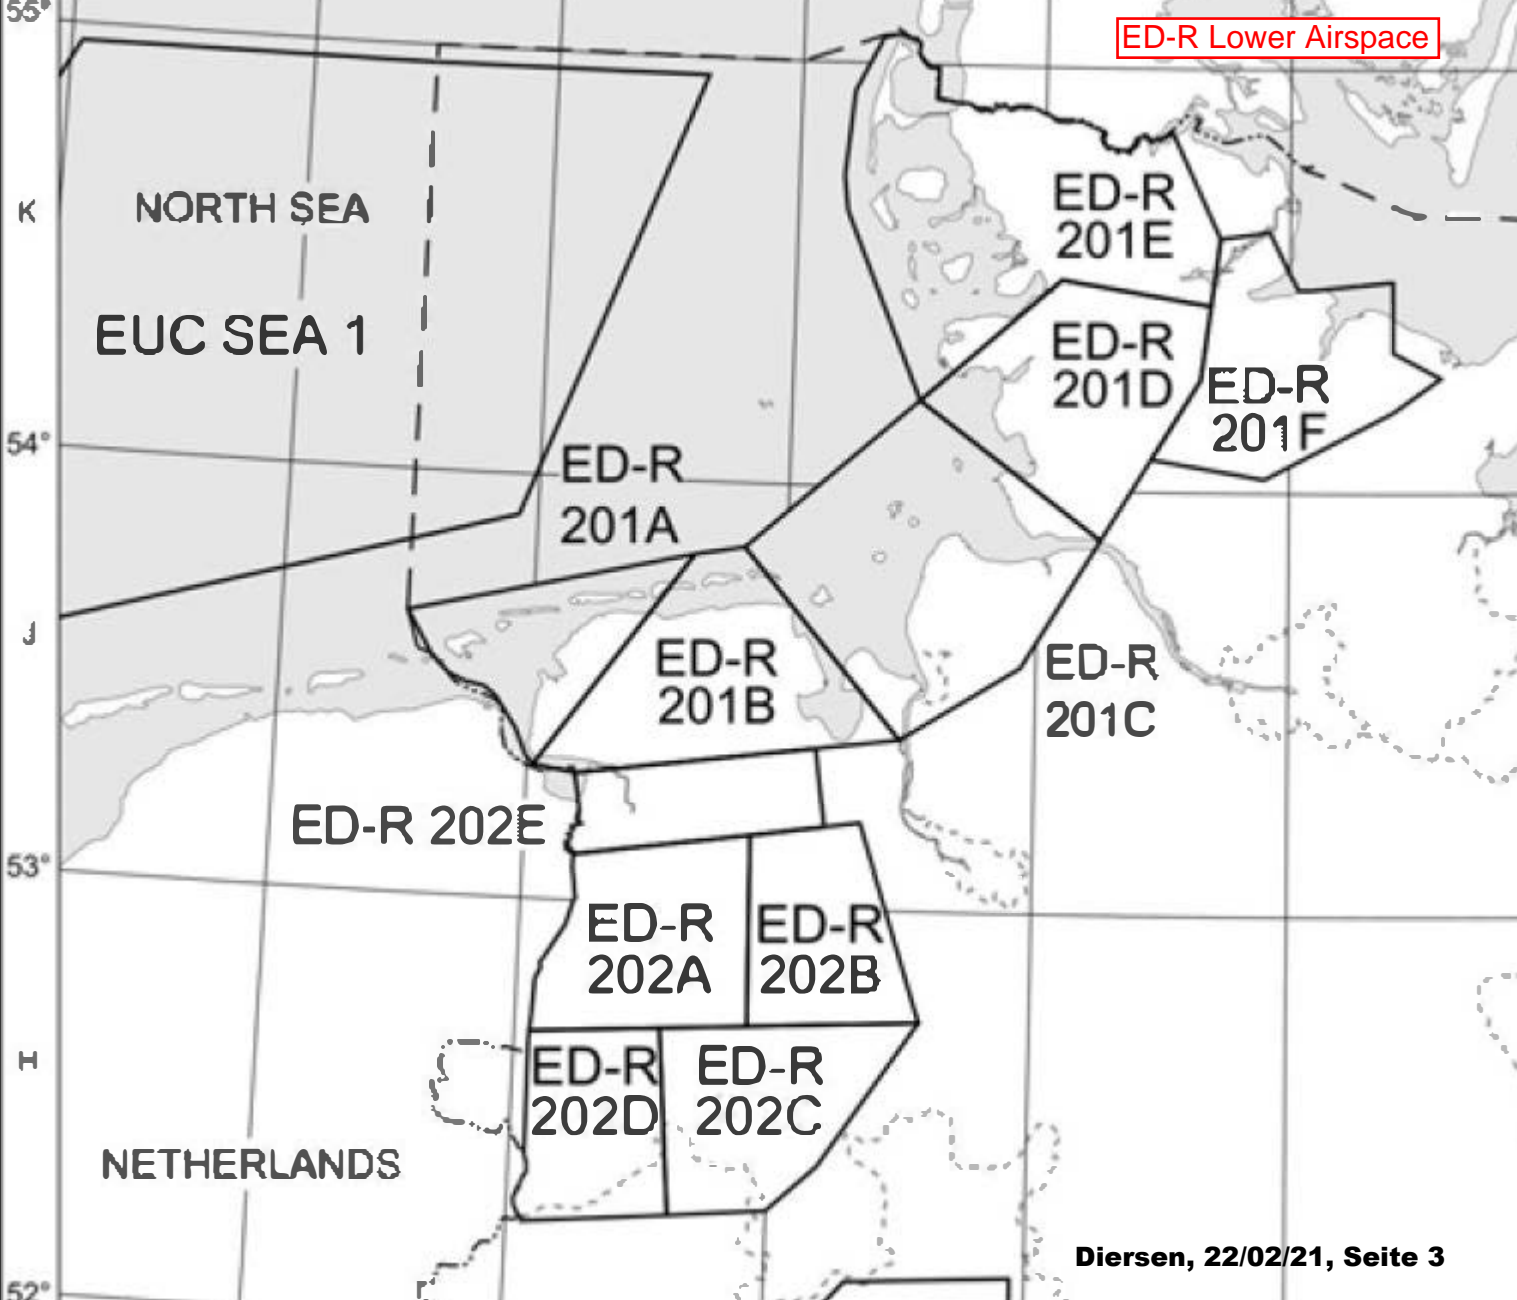 55°
ED-R Lower Airspace
K
NORTH SEA
ED-R
201E
EUC SEA 1
ED-R
201D
ED-R
201F
54°
ED-R
201A
J
ED-R
201B
ED-R
201C
ED-R 202E
53°
ED-R
202A
ED-R
202B
H
ED-R
202D
ED-R
202C
NETHERLANDS
Diersen, 22/02/21, Seite 3
52°